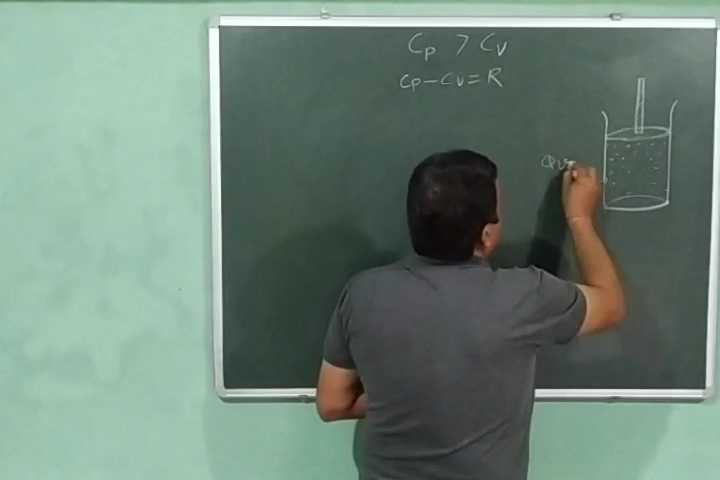 Cp > Cv
Cp - Cv = R